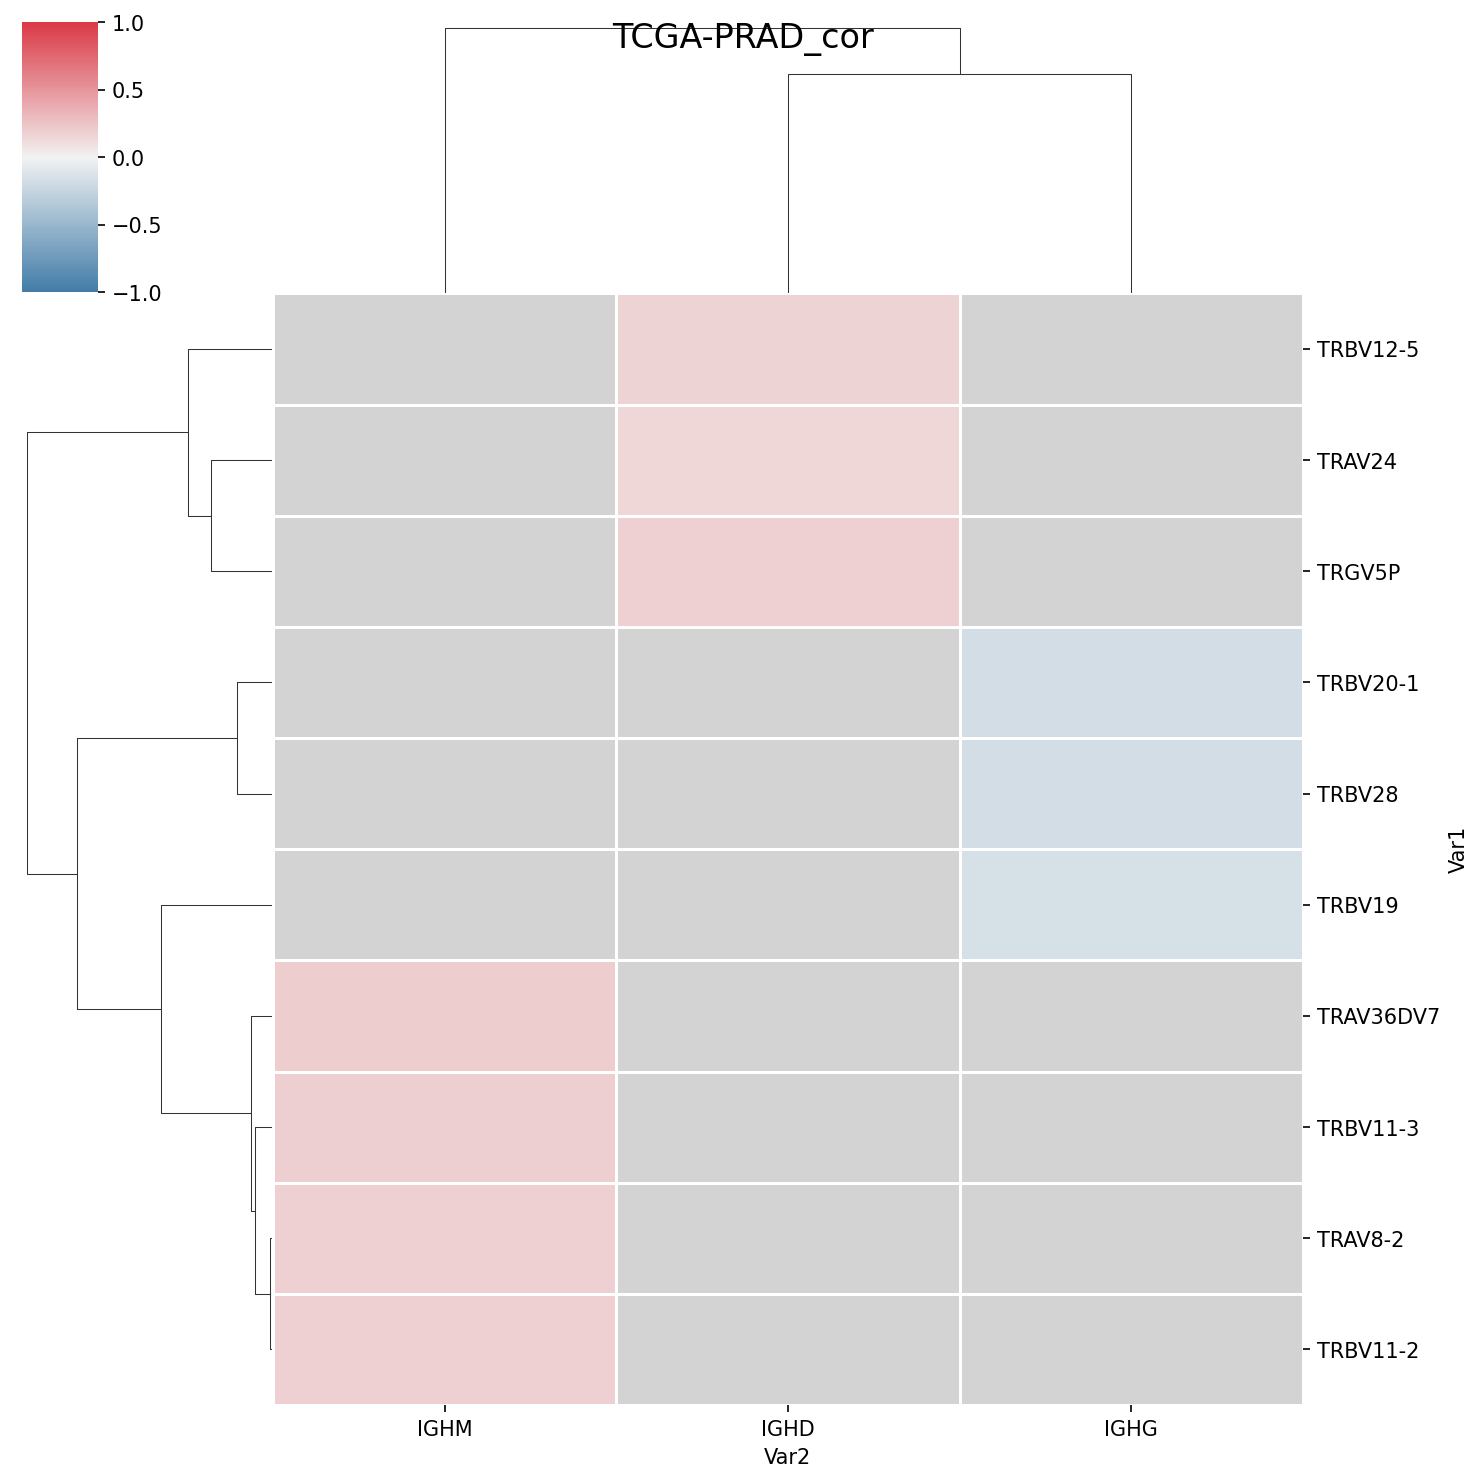 TCGA-PRAD_cor
1.0
0.5
0.0
−0.5
−1.0
TRBV12-5
TRAV24
TRGV5P
TRBV20-1
TRBV28
TRBV19
TRAV36DV7
TRBV11-3
TRAV8-2
TRBV11-2
Var1
IGHM
IGHD
IGHG
Var2